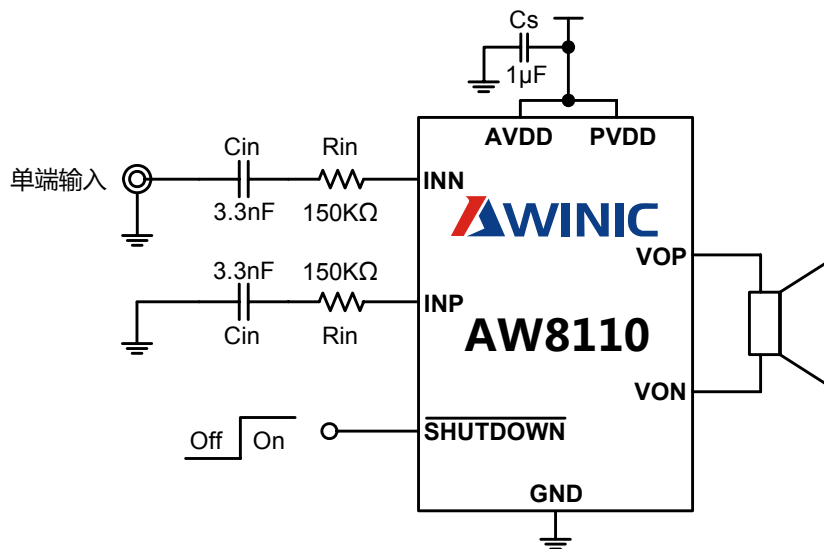 Cs
1µF
AVDD PVDD
Cin Rin
单端输入
INN
3.3nF 150KΩ
AWINIC
VOP
3.3nF 150KΩ
INP
Cin Rin
AW8110
VON
Off On
SHUTDOWN
GND